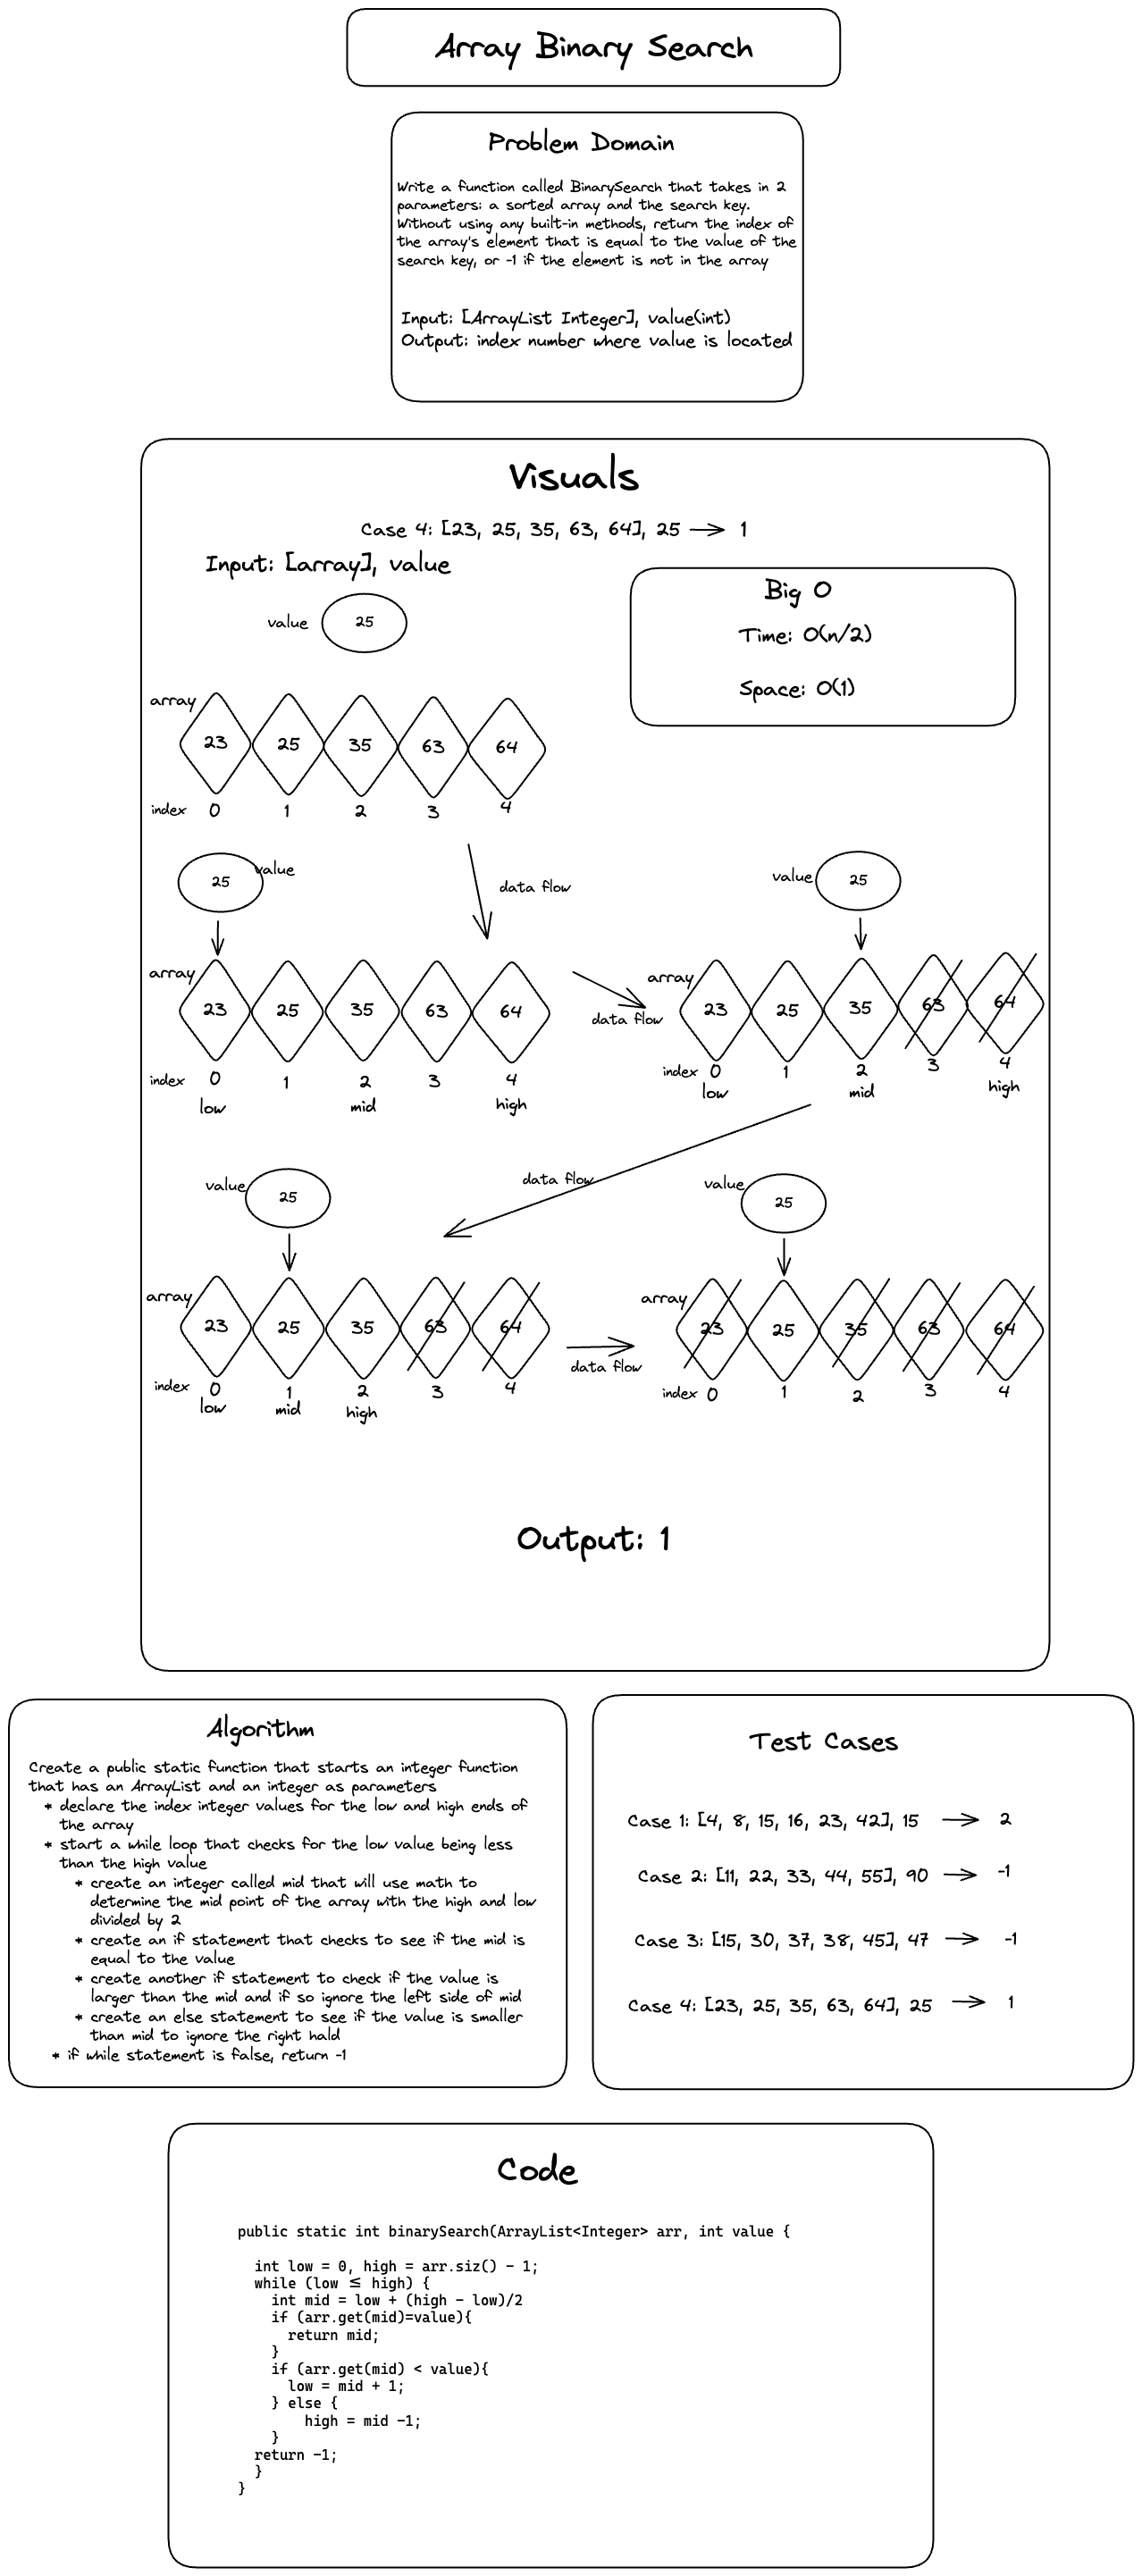 Array Binary Search
Problem Domain
Write a function called BinarySearch that takes in 2
parameters: a sorted array and the search key.
Without using any built-in methods, return the index of
the array's element that is equal to the value of the
search key, or -1 if the element is not in the array
Input: [ArrayList Integer], value(int)
Output: index number where value is located
Visuals
Case 4: [23, 25, 35, 63, 64], 25 → 1
Input: [array], value
value 25
Big O
Time: O(n/2)
Space: O(1)
array
23 25 35 63 64
index 0 1 2 3 4
25 value
data flow
array
23 25 35 63 64
index 0 1 2 3 4
low mid high
data flow
value 25
array
23 25 35 63 64
index 0 1 2 3 4
low mid high
data flow
value 25
array
23 25 35 63 64
index 0 1 2 3 4
low mid high
data flow
value 25
array
23 25 35 63 64
index 0 1 2 3 4
Output: 1
Algorithm
Create a public static function that starts an integer function
that has an ArrayList and an integer as parameters
* declare the index integer values for the low and high ends of
the array
* start a while loop that checks for the low value being less
than the high value
* create an integer called mid that will use math to
determine the mid point of the array with the high and low
divided by 2
* create an if statement that checks to see if the mid is
equal to the value
* create another if statement to check if the value is
larger than the mid and if so ignore the left side of mid
* create an else statement to see if the value is smaller
than mid to ignore the right hald
* if while statement is false, return -1
Test Cases
Case 1: [4, 8, 15, 16, 23, 42], 15 → 2
Case 2: [11, 22, 33, 44, 55], 90 → -1
Case 3: [15, 30, 37, 38, 45], 47 → -1
Case 4: [23, 25, 35, 63, 64], 25 → 1
Code
public static int binarySearch(ArrayList<Integer> arr, int value {
int low = 0, high = arr.siz() - 1;
while (low ≤ high) {
int mid = low + (high - low)/2
if (arr.get(mid)=value){
return mid;
}
if (arr.get(mid) < value){
low = mid + 1;
} else {
high = mid -1;
}
return -1;
}
}